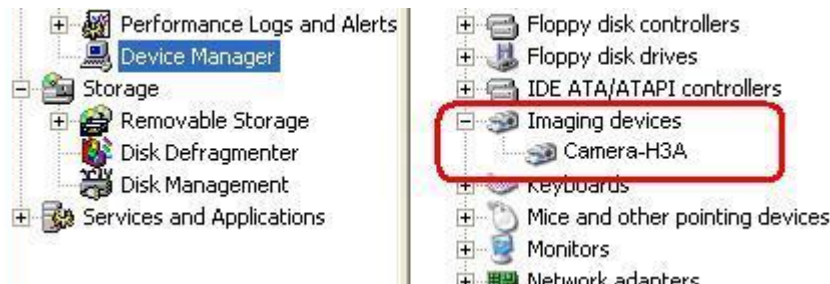 Performance Logs and Alerts
Device Manager
Storage
Removable Storage
Disk Defragmenter
Disk Management
Services and Applications
Floppy disk controllers
Floppy disk drives
IDE ATA/ATAPI controllers
Imaging devices
Camera-H3A
Keyboards
Mice and other pointing devices
Monitors
Network adapters